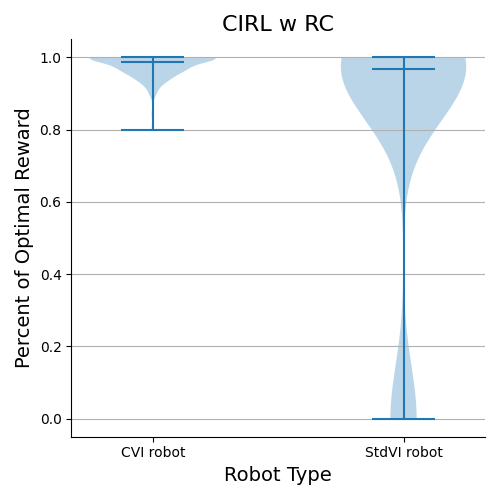 CIRL w RC
Percent of Optimal Reward
1.0
0.8
0.6
0.4
0.2
0.0
CVI robot
StdVI robot
Robot Type